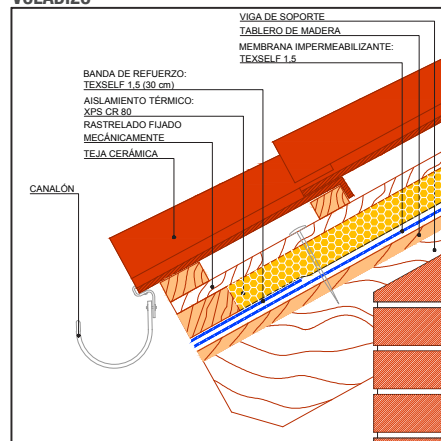 VOLADIZO
VIGA DE SOPORTE
TABLERO DE MADERA
MEMBRANA IMPERMEABILIZANTE:
TEXSELF 1,5
BANDA DE REFUERZO:
TEXSELF 1,5 (30 cm)
AISLAMIENTO TÉRMICO:
XPS CR 80
RASTRELADO FIJADO
MECÁNICAMENTE
TEJA CERÁMICA
CANALÓN